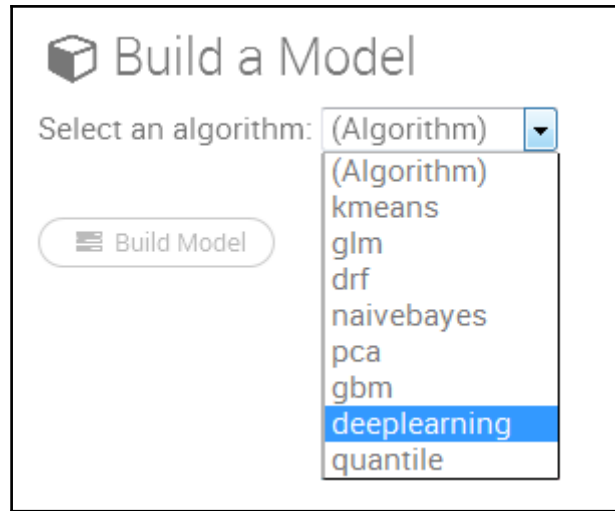 Build a Model
Select an algorithm: (Algorithm)
(Algorithm)
kmeans
glm
drf
naivebayes
pca
gbm
deeplearning
quantile
Build Model